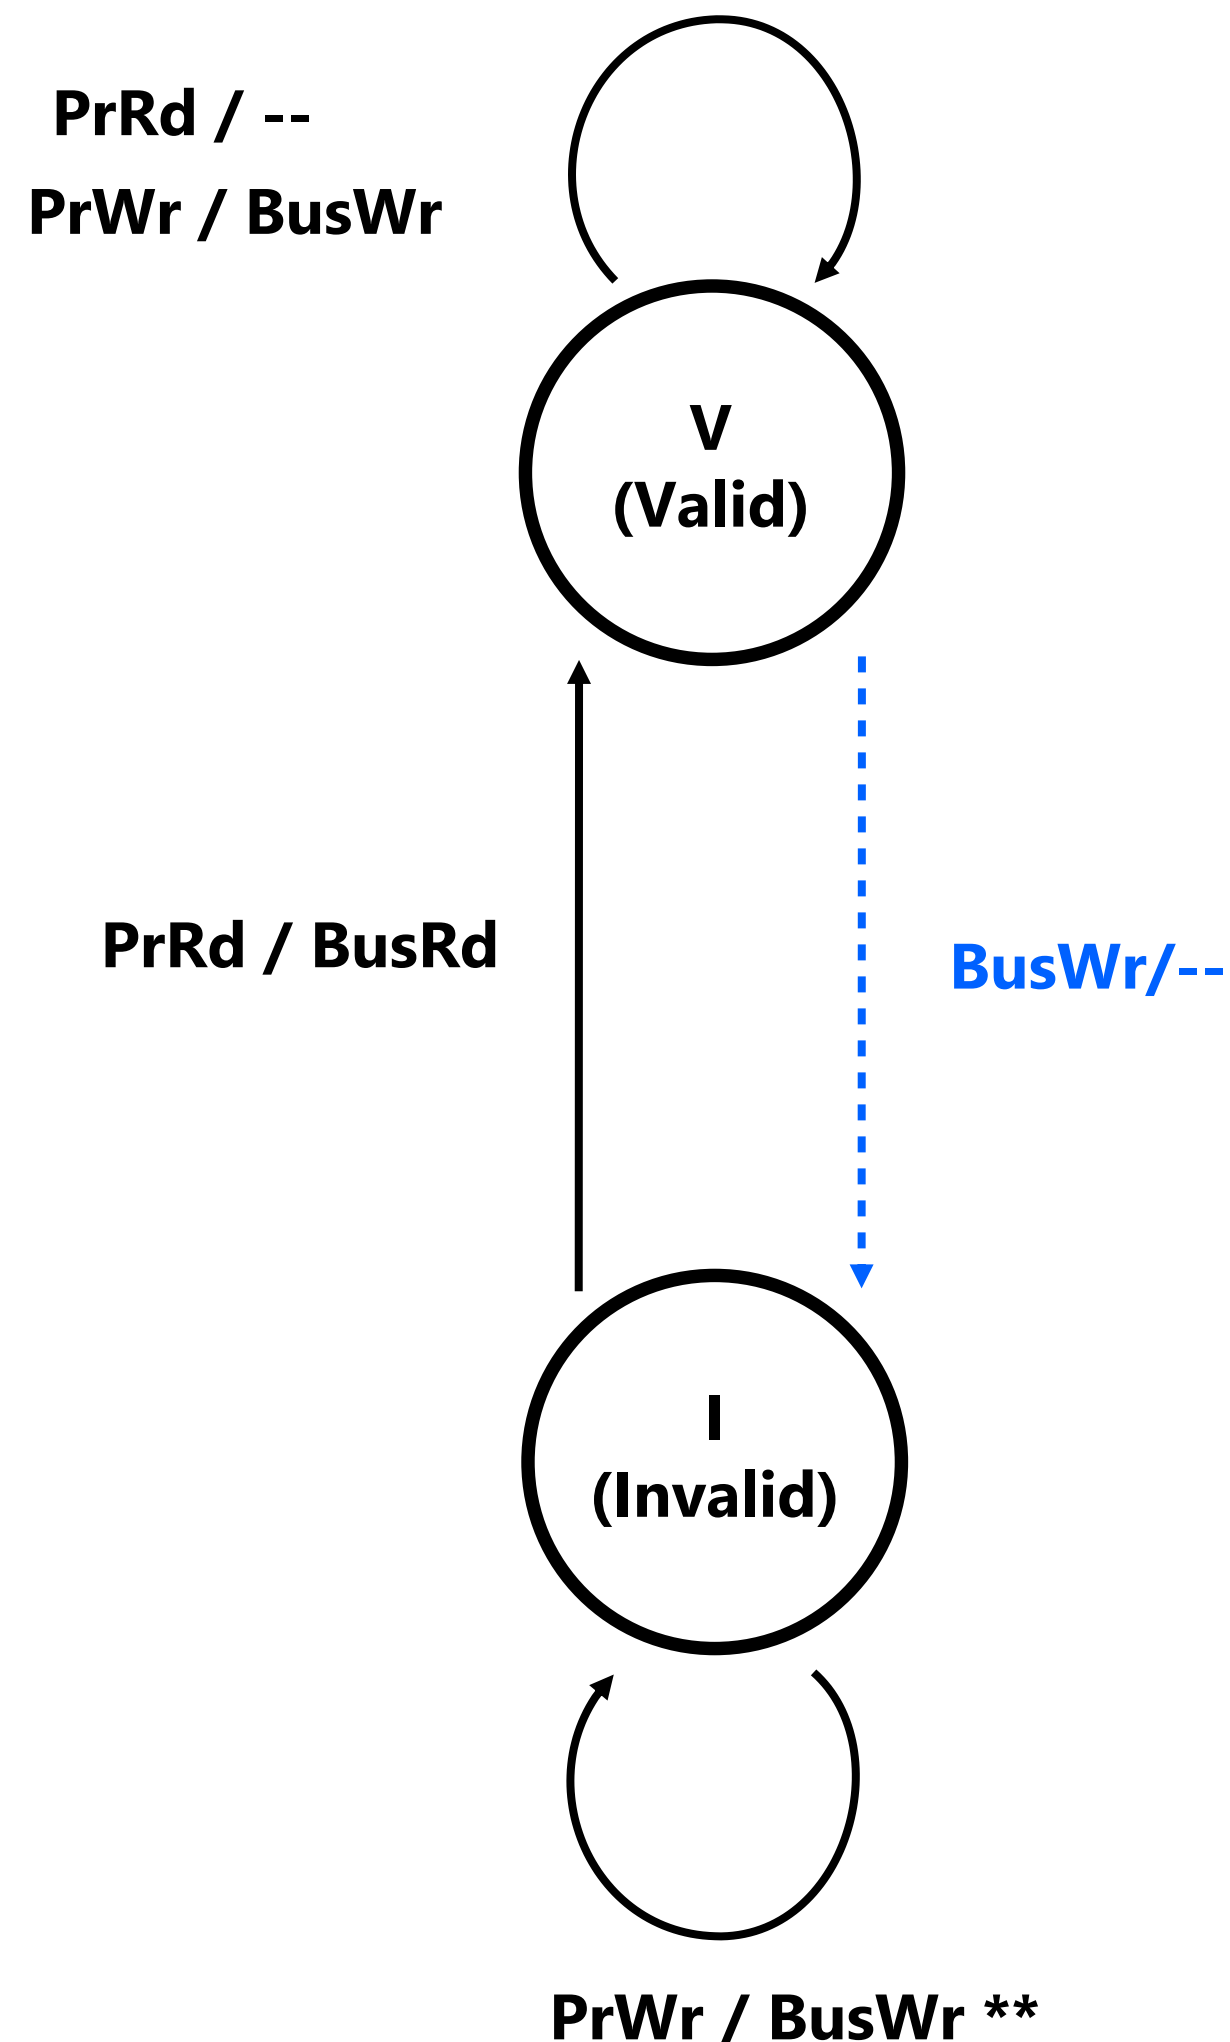 PrRd / --
PrWr / BusWr
V
(Valid)
PrRd / BusRd
BusWr/--
I
(Invalid)
PrWr / BusWr **